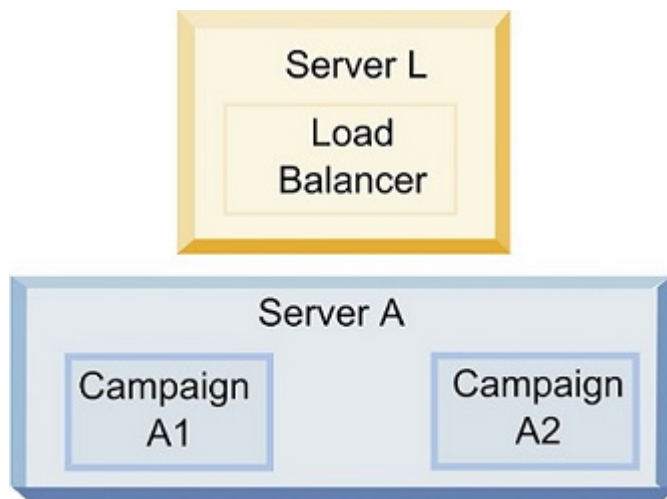 Server L
Load
Balancer
Server A
Campaign
A1
Campaign
A2